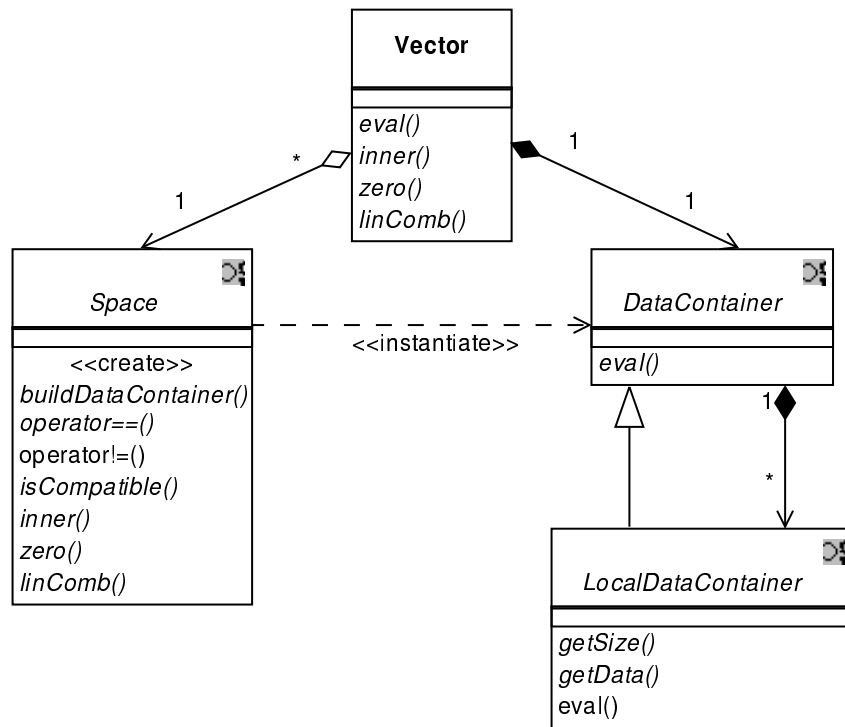 Vector
eval()
inner()
zero()
linComb()
*
1
1
1
Space
<<create>>
buildDataContainer()
operator==()
operator!=()
isCompatible()
inner()
zero()
linComb()
<<instantiate>>
DataContainer
eval()
1
*
LocalDataContainer
getSize()
getData()
eval()